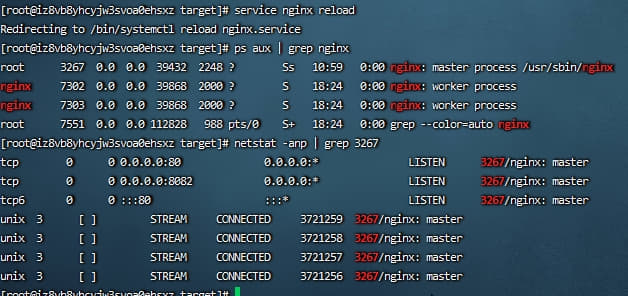 [root@iz8vb8yhcyjw3svoa0ehsxz target]# service nginx reload
Redirecting to /bin/systemctl reload nginx.service
[root@iz8vb8yhcyjw3svoa0ehsxz target]# ps aux | grep nginx
root 3267 0.0 0.0 39432 2248 ? Ss 10:59 0:00 nginx: master process /usr/sbin/nginx
nginx 7302 0.0 0.0 39868 2000 ? S 18:24 0:00 nginx: worker process
nginx 7303 0.0 0.0 39868 2000 ? S 18:24 0:00 nginx: worker process
root 7551 0.0 0.0 112828 988 pts/0 S+ 18:24 0:00 grep --color=auto nginx
[root@iz8vb8yhcyjw3svoa0ehsxz target]# netstat -anp | grep 3267
tcp 0 0 0.0.0.0:80 0.0.0.0:* LISTEN 3267/nginx: master
tcp 0 0 0.0.0.0:8082 0.0.0.0:* LISTEN 3267/nginx: master
tcp6 0 0 :::80 :::* LISTEN 3267/nginx: master
unix 3 [ ] STREAM CONNECTED 3721259 3267/nginx: master
unix 3 [ ] STREAM CONNECTED 3721258 3267/nginx: master
unix 3 [ ] STREAM CONNECTED 3721257 3267/nginx: master
unix 3 [ ] STREAM CONNECTED 3721256 3267/nginx: master
[root@iz8vb8yhcyjw3svoa0ehsxz target]#